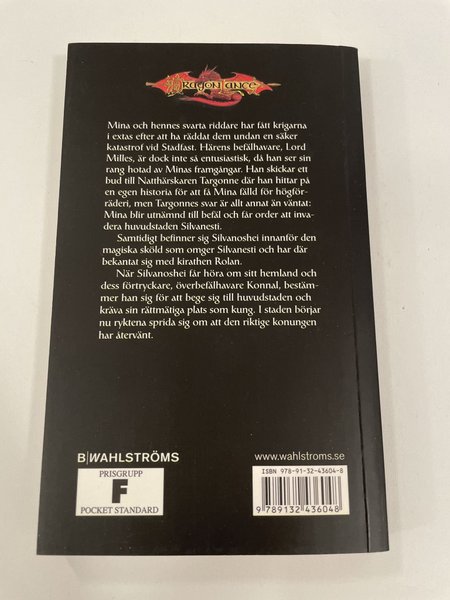 DRAGONLANCE
Mina och hennes svarta riddare har fått krigarna
i extas efter att ha räddat dem undan en säker
katastrof vid Stadfast. Härens befälhavare, Lord
Milles, är dock inte så entusiastisk, då han ser sin
rang hotad av Minas framgångar. Han skickar ett
bud till Natthärskaren Targonne där han hittar på
en egen historia för att få Mina fälld för högför-
räderi, men Targonnes svar är allt annat än väntat:
Mina blir utnämnd till befäl och får order att inva-
dera huvudstaden Silvanesti.
Samtidigt befinner sig Silvanoshei innanför den
magiska sköld som omger Silvanesti och har där
bekantat sig med kirathen Rolan.
När Silvanoshei får höra om sitt hemland och
dess förtryckare, överbefälhavare Konnal, bestäm-
mer han sig för att bege sig till huvudstaden och
kräva sin rättmätiga plats som kung. I staden börjar
nu ryktena sprida sig om att den riktige konungen
har återvänt.
B|WAHLSTRÖMS
www.wahlstroms.se
PRISGRUPP
F
POCKET STANDARD
ISBN 978-91-32-43604-8
9 789132 436048